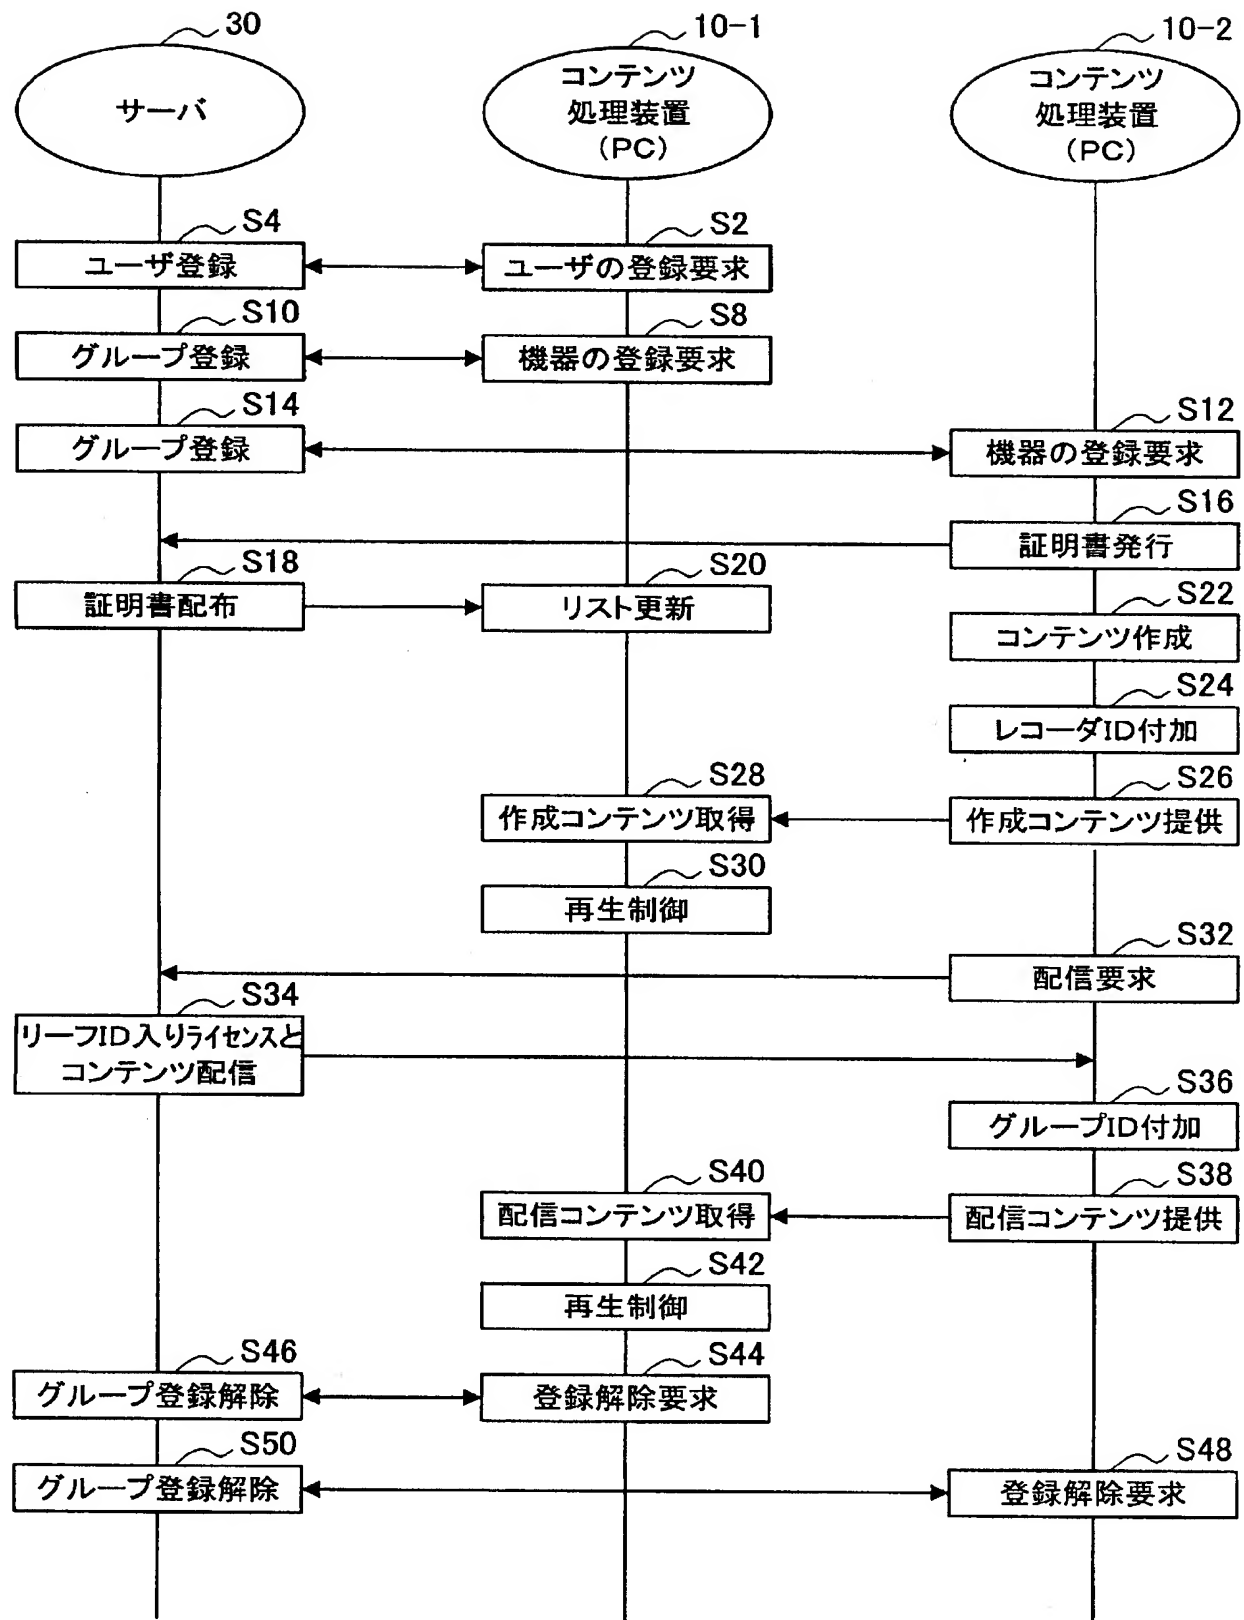 30
10-1
10-2
サーバ
コンテンツ
処理装置
(PC)
コンテンツ
処理装置
(PC)
S4
S2
ユーザ登録
ユーザの登録要求
S10
S8
グループ登録
機器の登録要求
S14
S12
グループ登録
機器の登録要求
S16
証明書発行
S18
S20
証明書配布
リスト更新
S22
コンテンツ作成
S24
レコーダID付加
S28
S26
作成コンテンツ取得
作成コンテンツ提供
S30
再生制御
S32
配信要求
S34
リーフID入りライセンスと
コンテンツ配信
S36
グループID付加
S40
S38
配信コンテンツ取得
配信コンテンツ提供
S42
再生制御
S46
S44
グループ登録解除
登録解除要求
S50
S48
グループ登録解除
登録解除要求